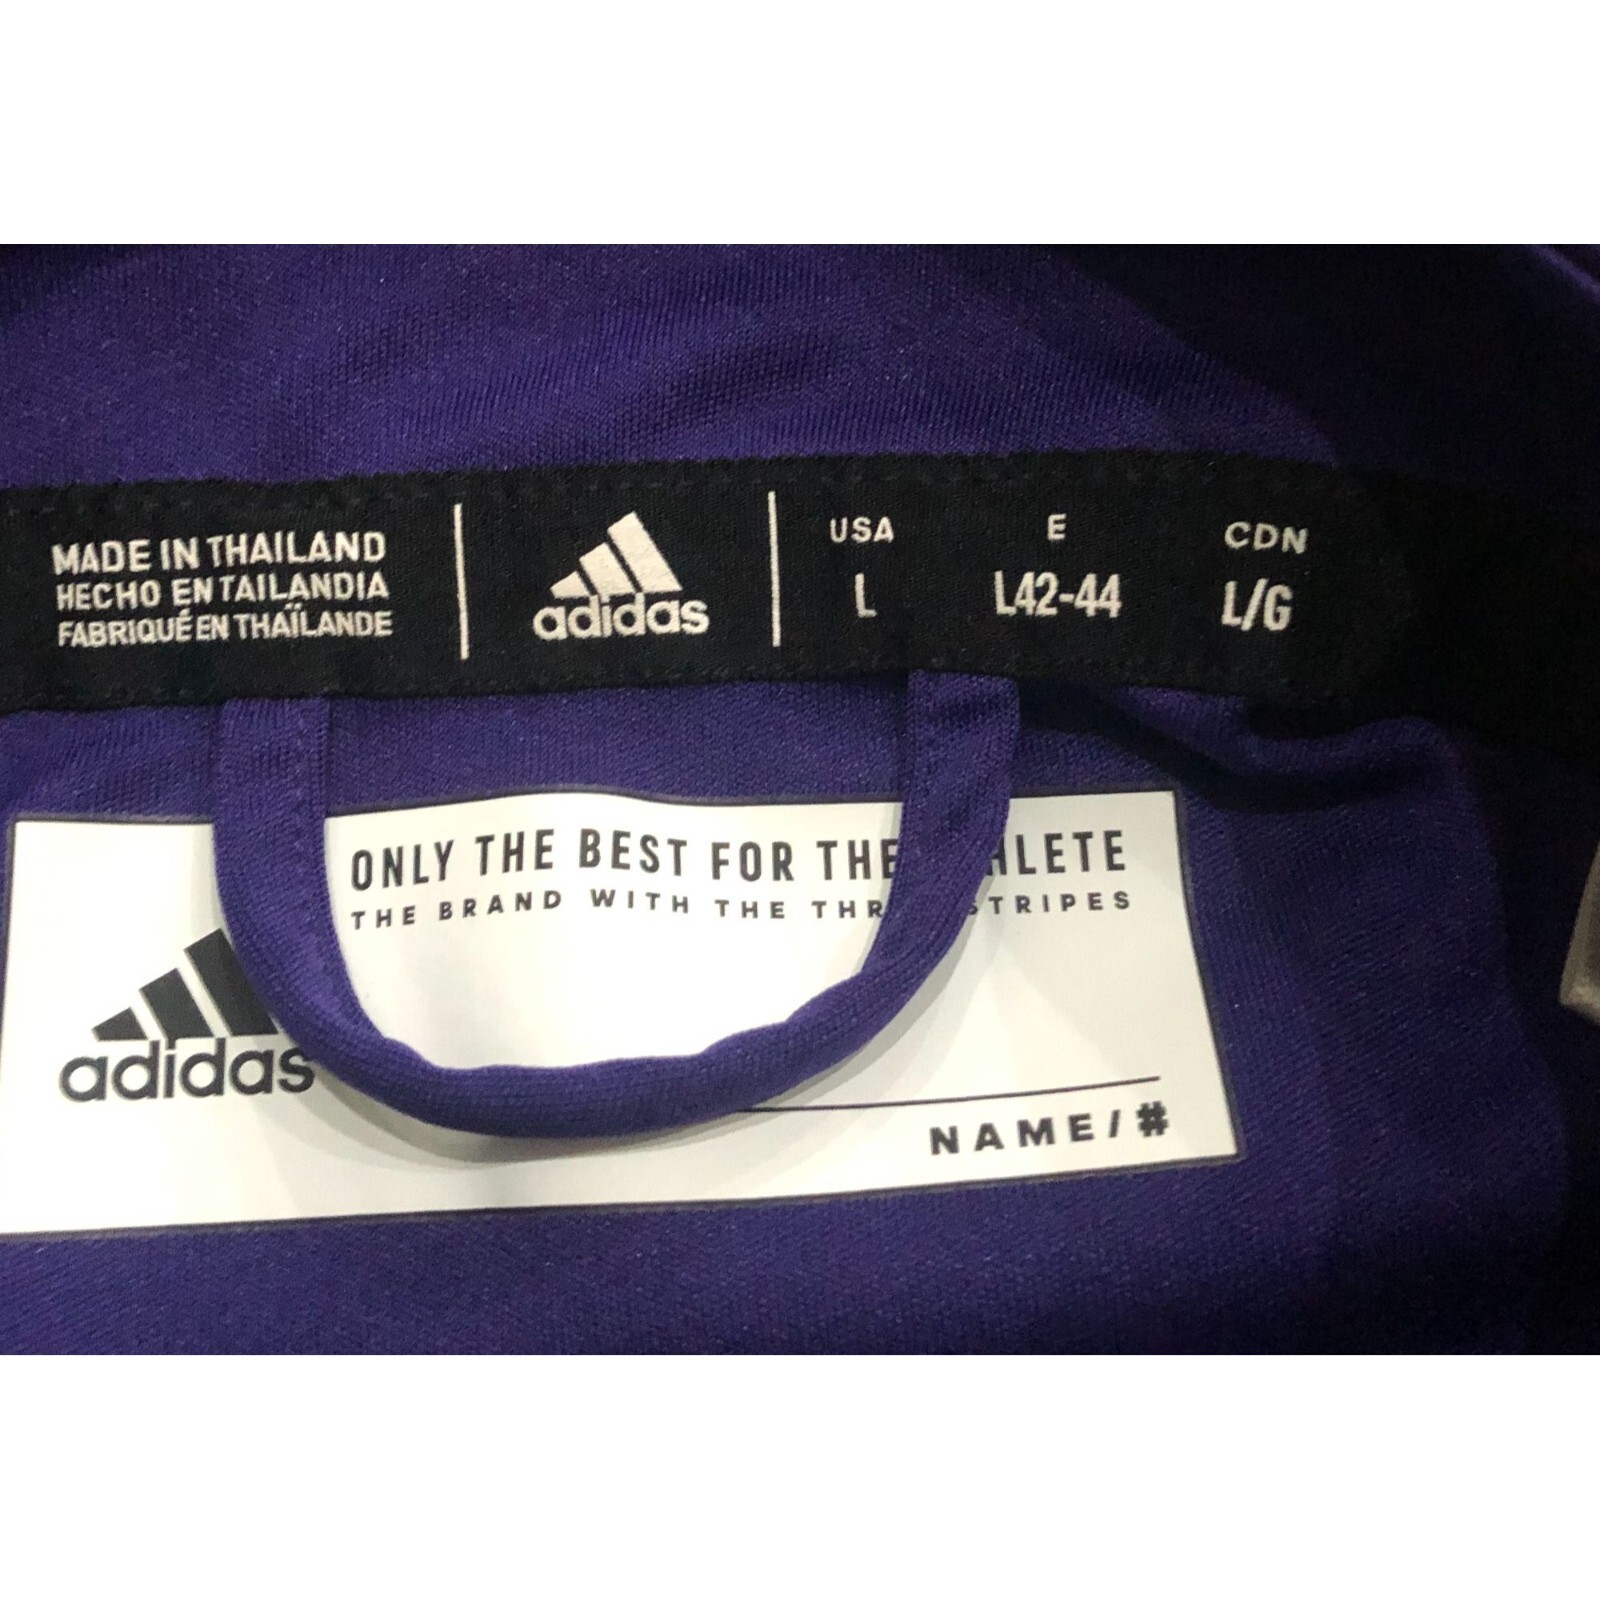 MADE IN THAILAND
HECHO EN TAILANDIA
FABRIQUÉ EN THAÏLANDE
adidas
USA E CDN
L L42-44 L/G
ONLY THE BEST FOR THE HLETE
THE BRAND WITH THE THR STRIPES
adidas
NAME/#